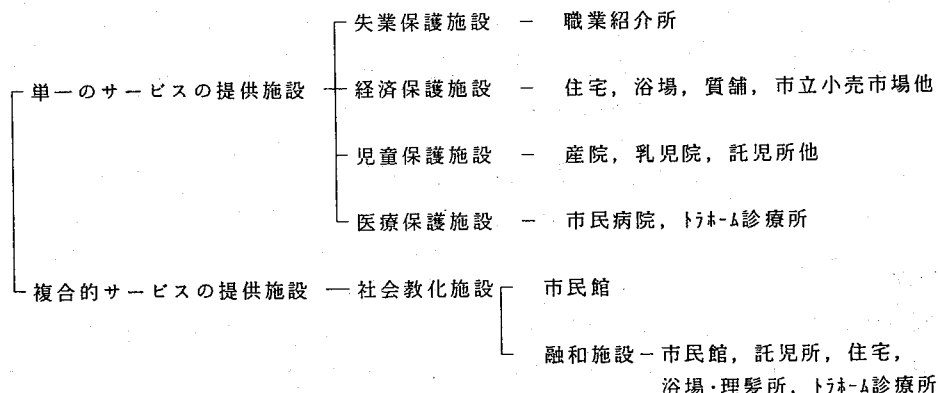 失業保護施設 － 職業紹介所
単一のサービスの提供施設
経済保護施設 － 住宅，浴場，質舗，市立小売市場他
児童保護施設 － 産院，乳児院，託児所他
医療保護施設 － 市民病院，ﾄﾗﾎｰﾑ診療所
複合的サービスの提供施設 社会教化施設 市民館
融和施設－市民館，託児所，住宅，
浴場・理髪所，ﾄﾗﾎｰﾑ診療所